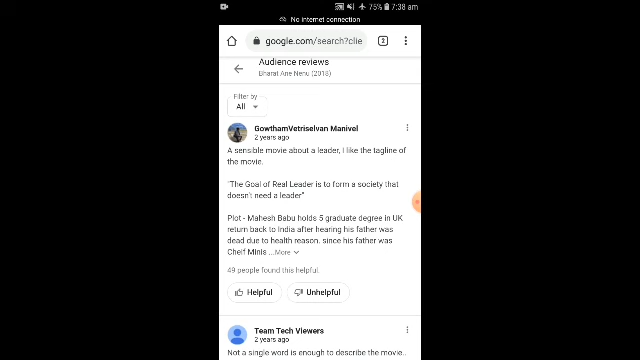 75% 7:38 am
No internet connection
google.com/search?clie
2
Audience reviews
Bharat Ane Nenu (2018)
Filter by
All
GowthamVetriselvan Manivel
2 years ago
A sensible movie about a leader, I like the tagline of
the movie.
"The Goal of Real Leader is to form a society that
doesn't need a leader"
Plot - Mahesh Babu holds 5 graduate degree in UK
return back to India after hearing his father was
dead due to health reason. since his father was
Cheif Minis ...More
49 people found this helpful.
Helpful Unhelpful
Team Tech Viewers
2 years ago
Not a single word is enough to describe the movie..